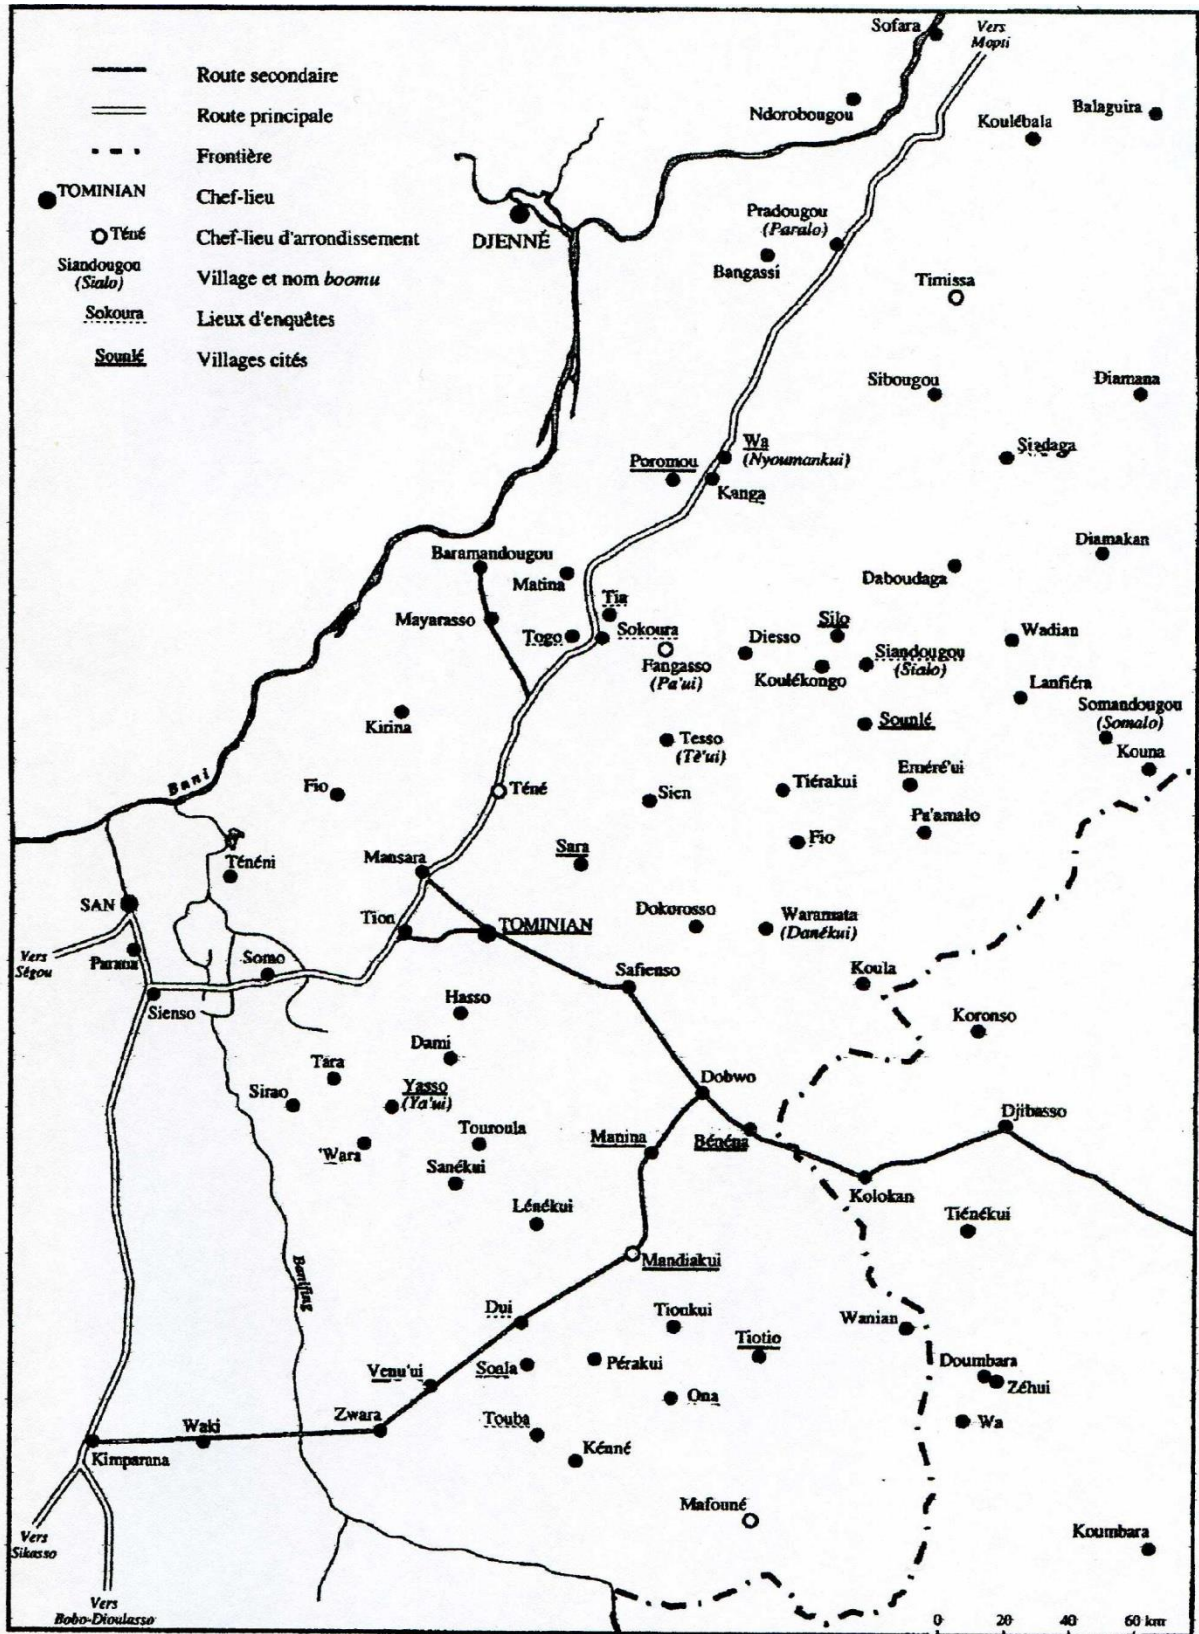 Sofara
Vers
Mopti
Route secondaire
Route principale
Ndorobougou
Koulébala
Balaguira
Frontière
TOMINIAN
Chef-lieu
Téné
Chef-lieu d'arrondissement
DJENNÉ
Pradougou
(Paralo)
Bangassi
Siandougou
(Sialo)
Village et nom boomu
Timissa
Sokoura
Lieux d'enquêtes
Sounlé
Villages cités
Sibougou
Diamana
Wa
(Nyoumankui)
Poromou
Kanga
Siadaga
Baramandougou
Matina
Daboudaga
Diamakan
Mayarasso
Tia
Togo
Sokoura
Fangasso
(Pa'ui)
Diesso
Silo
Koulékongo
Siandougou
(Sialo)
Wadian
Lanfiéra
Somandougou
(Somalo)
Kouna
Kirina
Sounlé
Tesso
(Tè'ui)
Bani
Fio
Téné
Sien
Tiérakui
Eméré'ui
Pa'amalo
Fio
Ténéni
Mansara
Sara
SAN
Tion
TOMINIAN
Dokorosso
Waramata
(Danékui)
Vers
Ségou
Parana
Somo
Safienso
Koula
Sienso
Hasso
Koronso
Dami
Tara
Sirao
Yasso
(Ya'ui)
Dobwo
Djibasso
'Wara
Touroula
Manina
Bénéna
Sanékui
Kolokan
Lénékui
Tiénékui
Banifing
Mandiakui
Dui
Tioukui
Wanian
Tiotio
Venu'ui
Soala
Pérakui
Doumbara
Zéhui
Ona
Zwara
Touba
Wa
Waki
Kimparana
Kénné
Mafouné
Vers
Sikasso
Koumbara
Vers
Bobo-Dioulasso
0 20 40 60 km